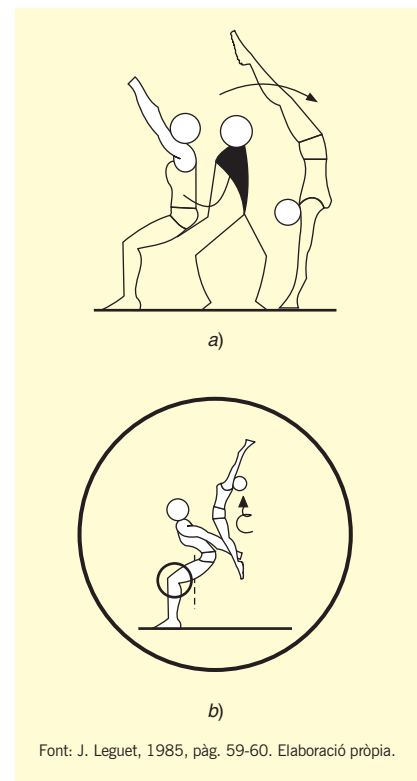 a)
b)
Font: J. Leguet, 1985, pàg. 59-60. Elaboració pròpia.